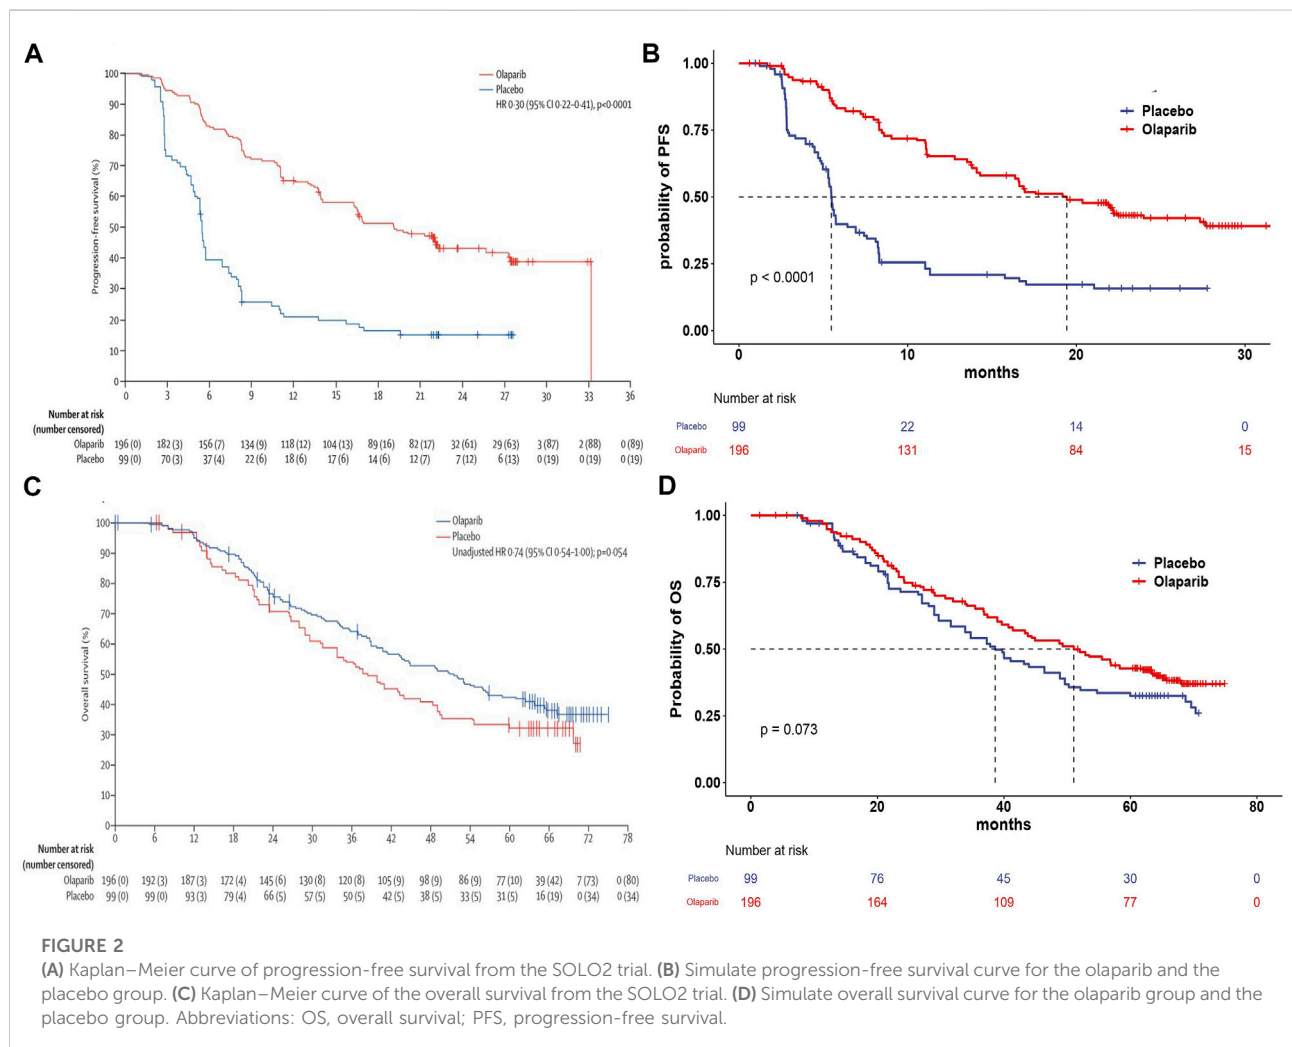 A
100
90
80
70
60
50
40
30
20
10
0
Progression-free survival (%)
Olaparib
Placebo
HR 0·30 (95% CI 0·22–0·41), p<0·0001
0 3 6 9 12 15 18 21 24 27 30 33 36
Number at risk
(number censored)
Olaparib 196 (0) 182 (3) 156 (7) 134 (9) 118 (12) 104 (13) 89 (16) 82 (17) 32 (61) 29 (63) 3 (87) 2 (88) 0 (89)
Placebo 99 (0) 70 (3) 37 (4) 22 (6) 18 (6) 17 (6) 14 (6) 12 (7) 7 (12) 6 (13) 0 (19) 0 (19) 0 (19)
B
1.00
0.75
0.50
0.25
0.00
probability of PFS
Placebo
Olaparib
p < 0.0001
0 10 20 30
months
Number at risk
Placebo 99 22 14 0
Olaparib 196 131 84 15
C
100
90
80
70
60
50
40
30
20
10
0
Overall survival (%)
Olaparib
Placebo
Unadjusted HR 0·74 (95% CI 0·54–1·00); p=0·054
0 6 12 18 24 30 36 42 48 54 60 66 72 78
Number at risk
(number censored)
Olaparib 196 (0) 192 (3) 187 (3) 172 (4) 145 (6) 130 (8) 120 (8) 105 (9) 98 (9) 86 (9) 77 (10) 39 (42) 7 (73) 0 (80)
Placebo 99 (0) 99 (0) 93 (3) 79 (4) 66 (5) 57 (5) 50 (5) 42 (5) 38 (5) 33 (5) 31 (5) 16 (19) 0 (34) 0 (34)
D
1.00
0.75
0.50
0.25
0.00
Probability of OS
Placebo
Olaparib
p = 0.073
0 20 40 60 80
months
Number at risk
Placebo 99 76 45 30 0
Olaparib 196 164 109 77 0
FIGURE 2
(A) Kaplan–Meier curve of progression-free survival from the SOLO2 trial. (B) Simulate progression-free survival curve for the olaparib and the
placebo group. (C) Kaplan–Meier curve of the overall survival from the SOLO2 trial. (D) Simulate overall survival curve for the olaparib group and the
placebo group. Abbreviations: OS, overall survival; PFS, progression-free survival.